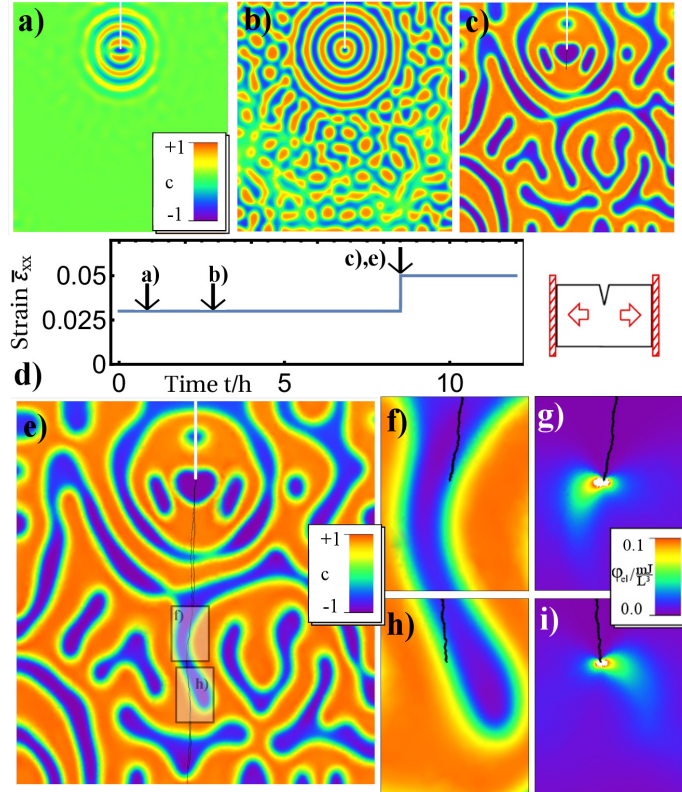 a)
b)
c)
+1
c
-1
Strain ε̅xx
0.05
0.025
0
a)
b)
c),e)
0
5
10
Time t/h
d)
e)
f)
h)
+1
c
-1
f)
g)
0.1
φel/mJ/L³
0.0
h)
i)